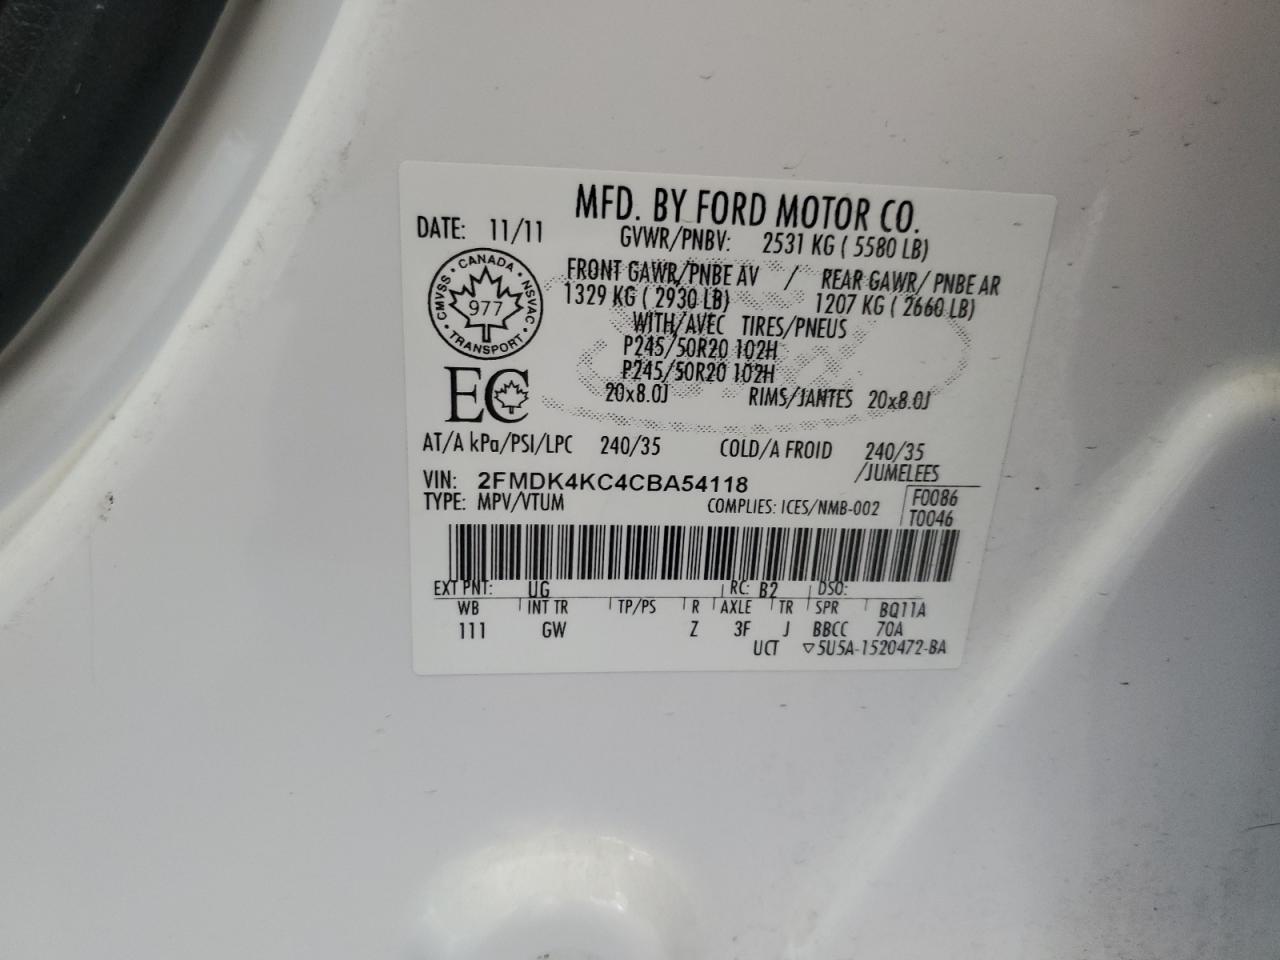 MFD. BY FORD MOTOR CO.
DATE: 11/11
GVWR/PNBV: 2531 KG ( 5580 LB)
FRONT GAWR/PNBE AV / REAR GAWR/ PNBE AR
1329 KG ( 2930 LB) 1207 KG ( 2660 LB)
WITH/AVEC TIRES/PNEUS
P245/50R20 102H
P245/50R20 102H
20x8.0J RIMS/JANTES 20x8.0J
CMVSS • CANADA • NSVAC • TRANSPORT •
977
EC
AT/A kPa/PSI/LPC 240/35 COLD/A FROID 240/35
/JUMELEES
VIN: 2FMDK4KC4CBA54118
TYPE: MPV/VTUM COMPLIES: ICES/NMB-002
F0086
T0046
EXT PNT: UG RC: B2 DSO:
WB INT TR TP/PS R AXLE TR SPR BQ11A
111 GW Z 3F J BBCC 70A
UCT ▽5U5A-1520472-BA